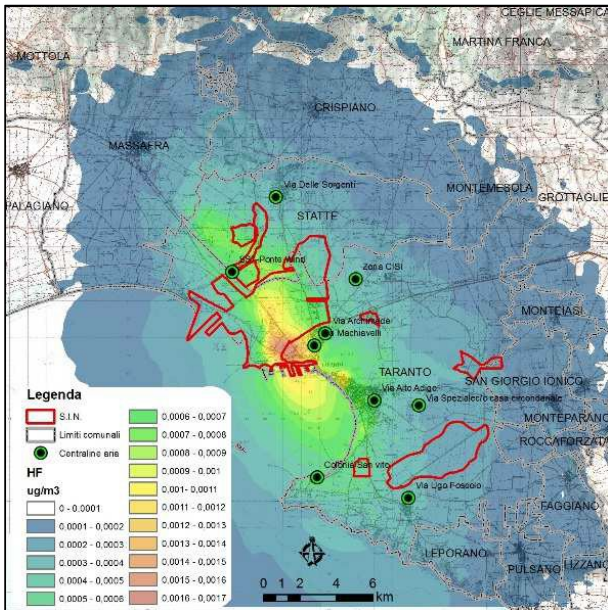 CEGLIE MESSAPICA
MARTINA FRANCA
MOTTOLA
CRISPIANO
MASSAFRA
Via Delle Sorgenti
MONTEMESOLA
GROTTAGLIE
PALAGIANO
STATTE
Zona CISI
MONTEIASI
Via Archimede
Machiavelli
TARANTO
SAN GIORGIO IONICO
Via Alto Adige
MONTEPARANO
ROCCAFORZATA
Colonia San vito
Via Ugo Foscolo
FAGGIANO
LEPORANO
PULSANO
LIZZANO
Legenda
S.I.N.
Limiti comunali
Centraline aria
HF
ug/m3
0 - 0.0001
0.0001 - 0,0002
0.0002 - 0,0003
0.0003 - 0,0004
0.0004 - 0,0005
0.0005 - 0,0006
0,0006 - 0,0007
0,0007 - 0,0008
0,0008 - 0,0009
0,0009 - 0.001
0.001- 0,0011
0,0011 - 0,0012
0,0012 - 0,0013
0,0013 - 0,0014
0,0014 - 0,0015
0,0015 - 0,0016
0,0016 - 0,0017
0 1 2 4 6
km